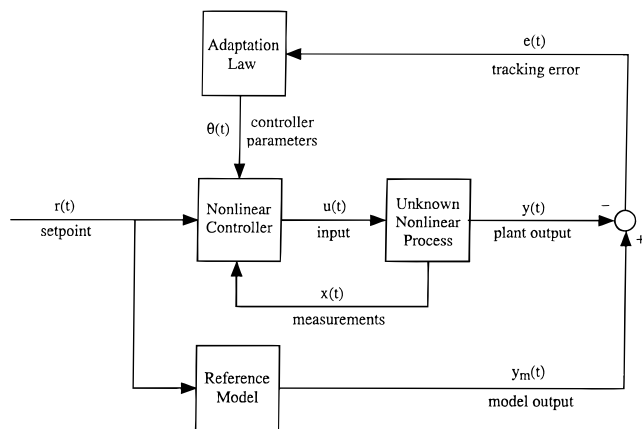 e(t)
tracking error
Adaptation
Law
θ(t)
controller
parameters
r(t)
setpoint
Nonlinear
Controller
u(t)
input
Unknown
Nonlinear
Process
y(t)
plant output
−
+
x(t)
measurements
Reference
Model
yₘ(t)
model output